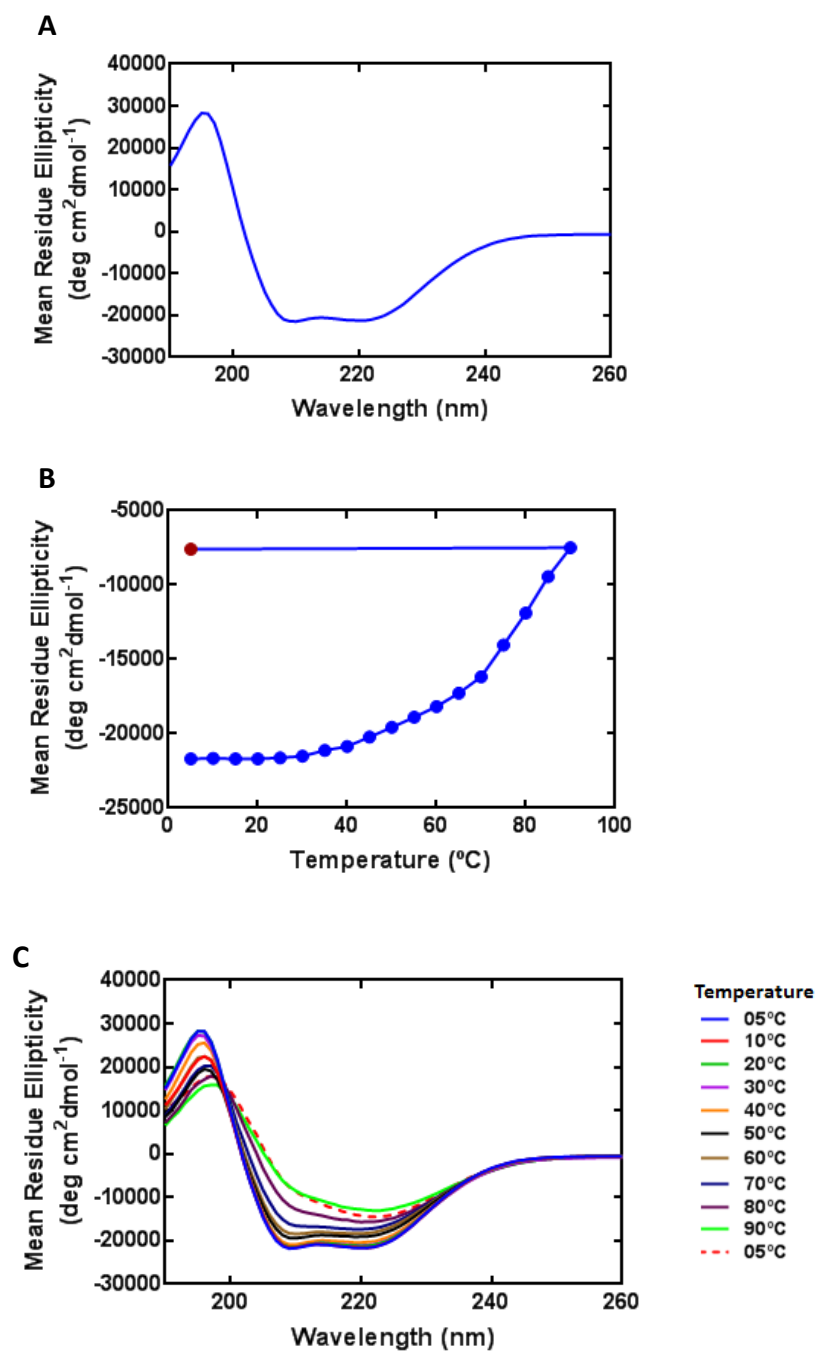 A
40000
30000
20000
10000
0
-10000
-20000
-30000
Mean Residue Ellipticity
(deg cm²dmol⁻¹)
200 220 240 260
Wavelength (nm)
B
-5000
-10000
-15000
-20000
-25000
Mean Residue Ellipticity
(deg cm²dmol⁻¹)
0 20 40 60 80 100
Temperature (ºC)
C
40000
30000
20000
10000
0
-10000
-20000
-30000
Mean Residue Ellipticity
(deg cm²dmol⁻¹)
200 220 240 260
Wavelength (nm)
Temperature
05ºC
10ºC
20ºC
30ºC
40ºC
50ºC
60ºC
70ºC
80ºC
90ºC
05ºC